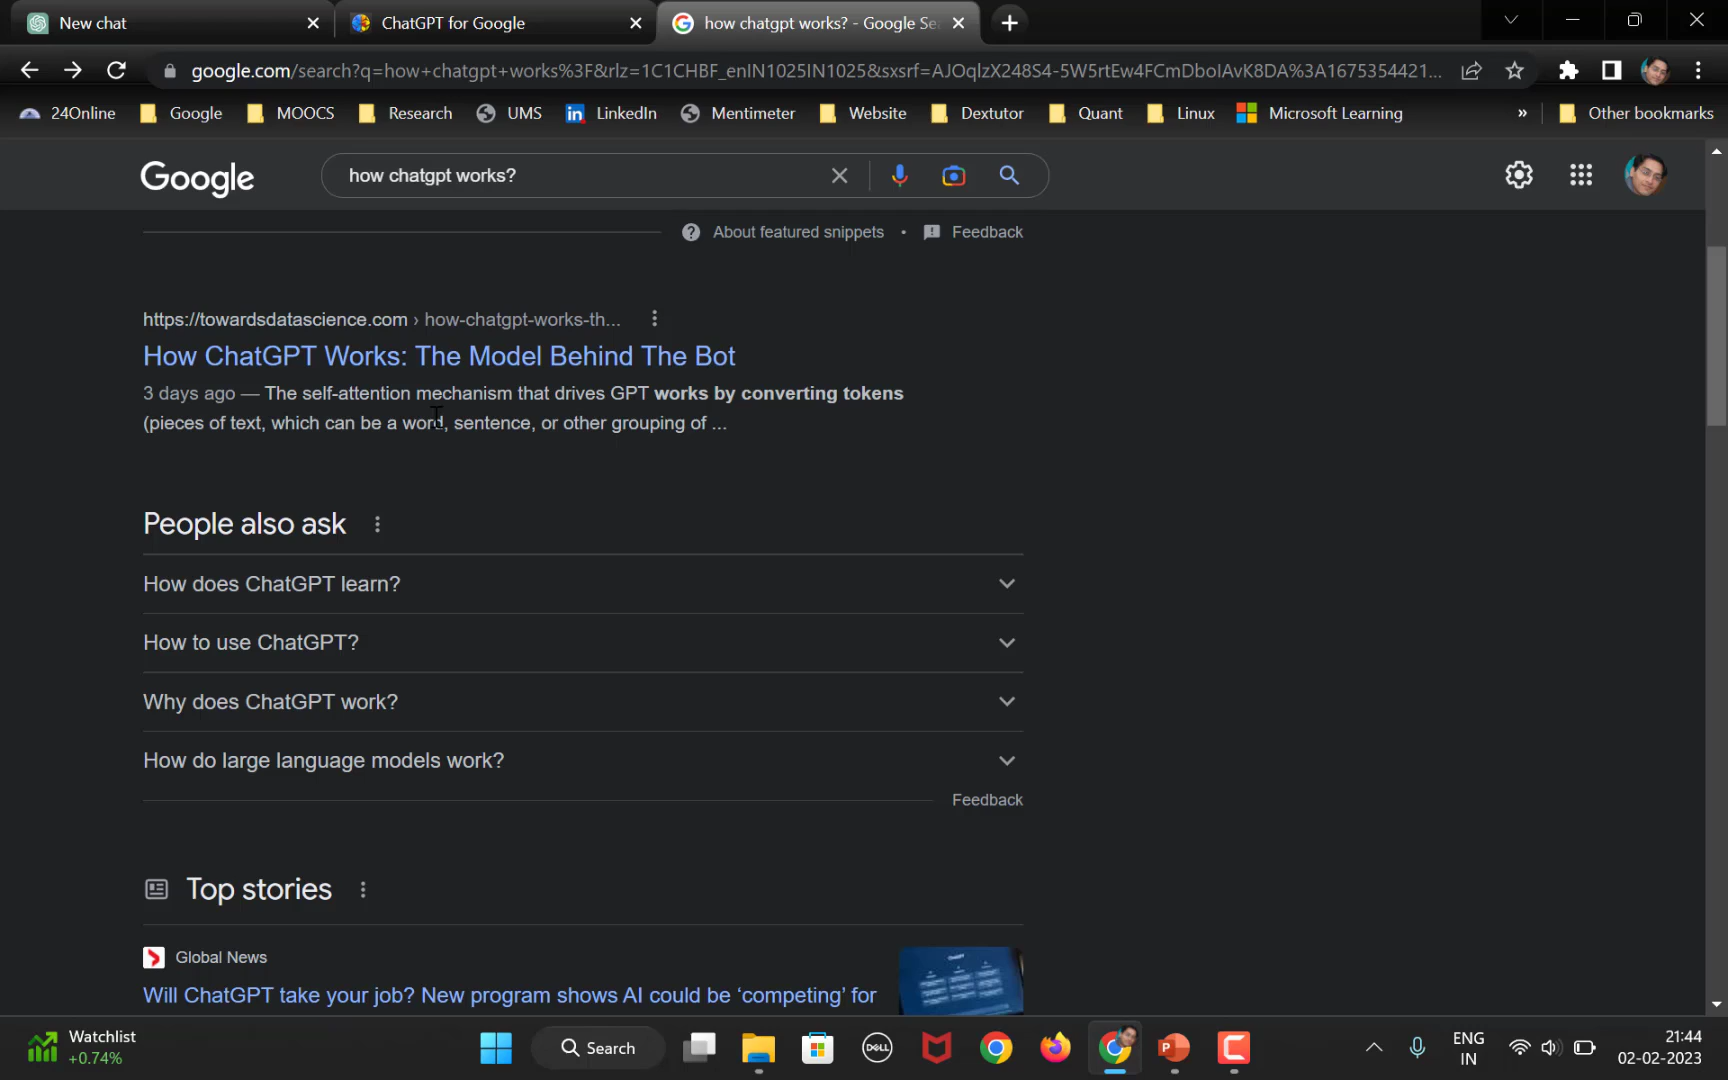 New chat
ChatGPT for Google
how chatgpt works? - Google Se
google.com/search?q=how+chatgpt+works%3F&rlz=1C1CHBF_enIN1025IN1025&sxsrf=AJOqlzX248S4-5W5rtEw4FCmDboIAvK8DA%3A1675354421...
24Online
Google
MOOCS
Research
UMS
LinkedIn
Mentimeter
Website
Dextutor
Quant
Linux
Microsoft Learning
»
Other bookmarks
Google
how chatgpt works?
About featured snippets • Feedback
https://towardsdatascience.com › how-chatgpt-works-th...
How ChatGPT Works: The Model Behind The Bot
3 days ago — The self-attention mechanism that drives GPT works by converting tokens
(pieces of text, which can be a word, sentence, or other grouping of ...
People also ask
How does ChatGPT learn?
How to use ChatGPT?
Why does ChatGPT work?
How do large language models work?
Feedback
Top stories
Global News
Will ChatGPT take your job? New program shows AI could be ‘competing’ for
Watchlist
+0.74%
Search
DELL
ENG
IN
21:44
02-02-2023